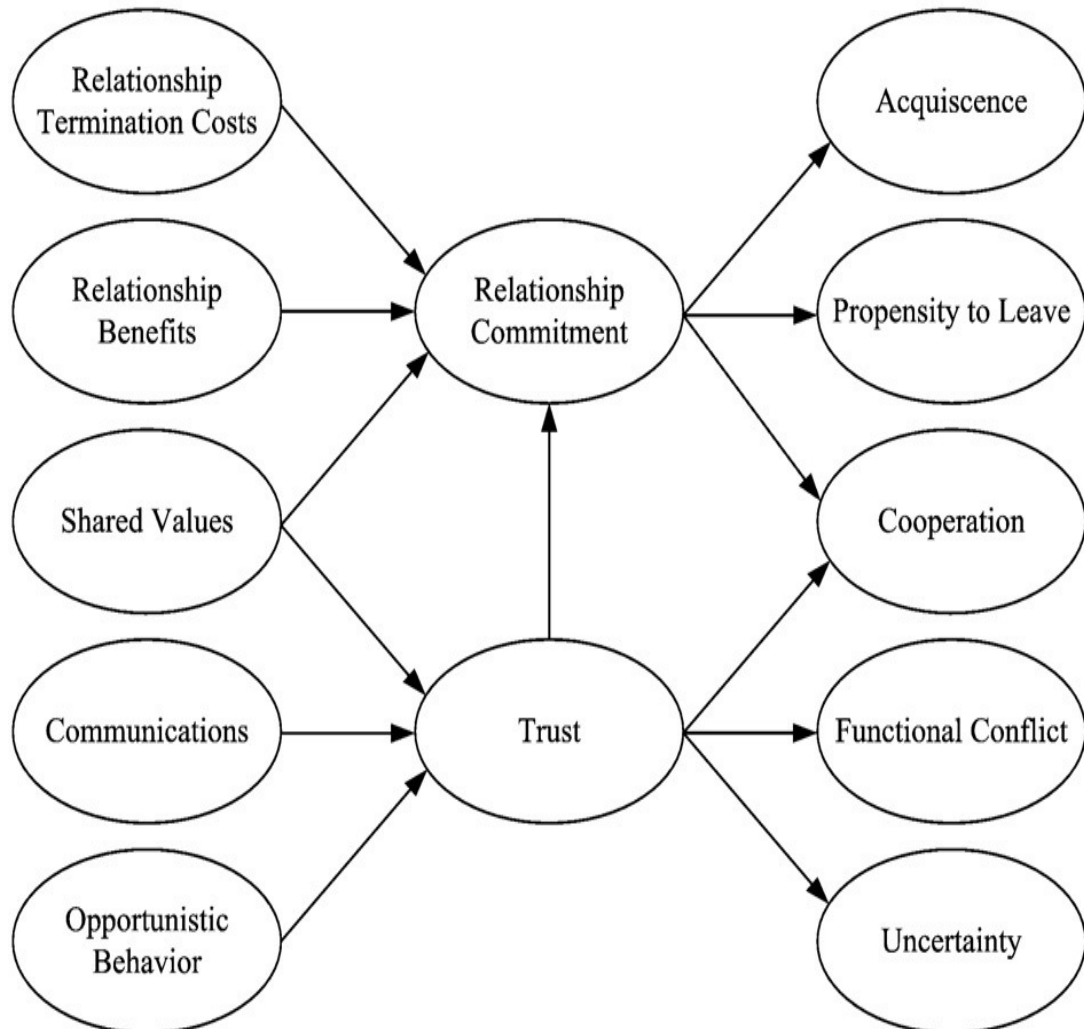 Relationship
Termination Costs
Acquiscence
Relationship
Benefits
Relationship
Commitment
Propensity to Leave
Shared Values
Cooperation
Communications
Trust
Functional Conflict
Opportunistic
Behavior
Uncertainty